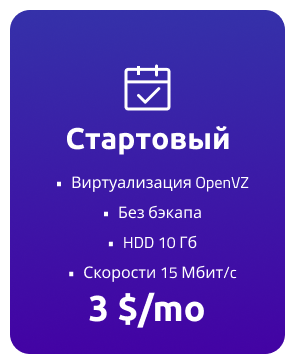 Стартовый
▪ Виртуализация OpenVZ
▪ Без бэкапа
▪ HDD 10 Гб
▪ Скорости 15 Мбит/с
3 $/mo